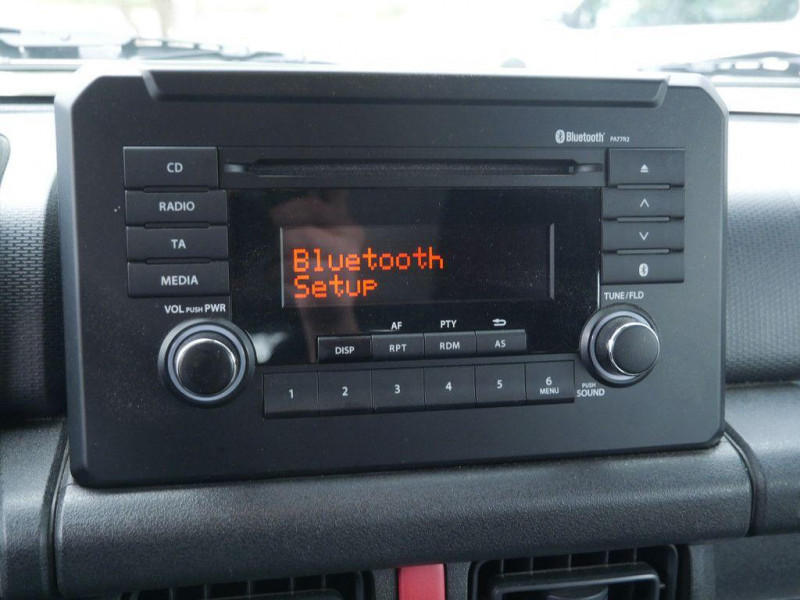 Bluetooth PA77R2
CD
RADIO
TA
MEDIA
VOL PUSH PWR
Bluetooth
Setup
TUNE/FLD
AF PTY
DISP RPT RDM AS
1 2 3 4 5 6 MENU
PUSH SOUND